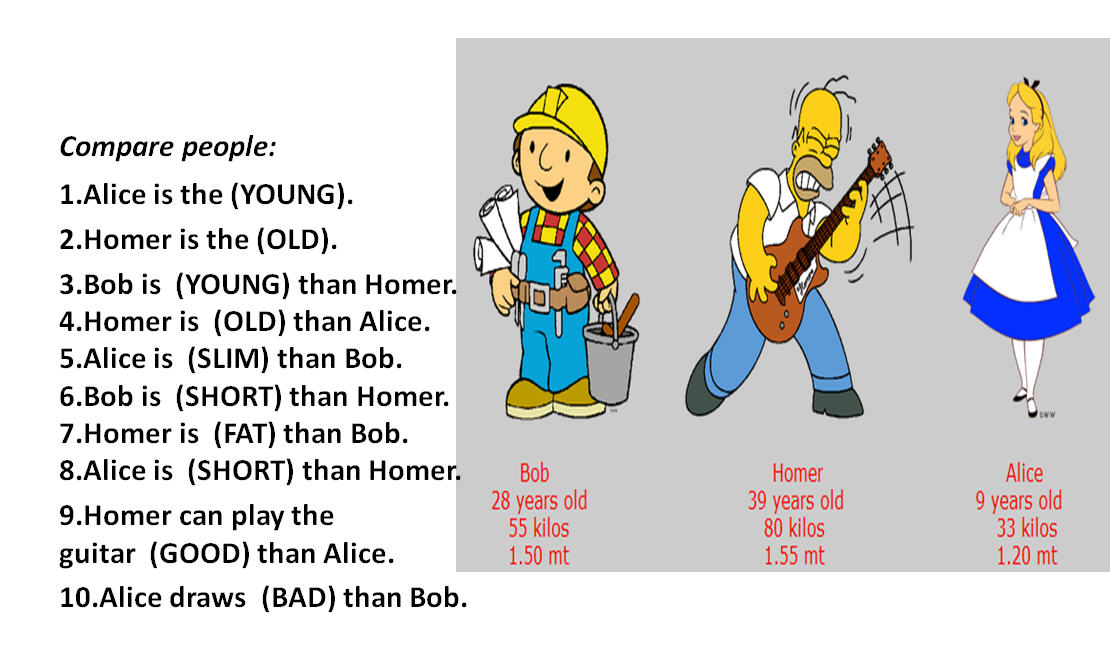 Compare people:
1.Alice is the (YOUNG).
2.Homer is the (OLD).
3.Bob is  (YOUNG) than Homer.
4.Homer is  (OLD) than Alice.
5.Alice is  (SLIM) than Bob.
6.Bob is  (SHORT) than Homer.
7.Homer is  (FAT) than Bob.
8.Alice is  (SHORT) than Homer.
9.Homer can play the
guitar  (GOOD) than Alice.
10.Alice draws  (BAD) than Bob.
Bob
28 years old
55 kilos
1.50 mt
Homer
39 years old
80 kilos
1.55 mt
Alice
9 years old
33 kilos
1.20 mt